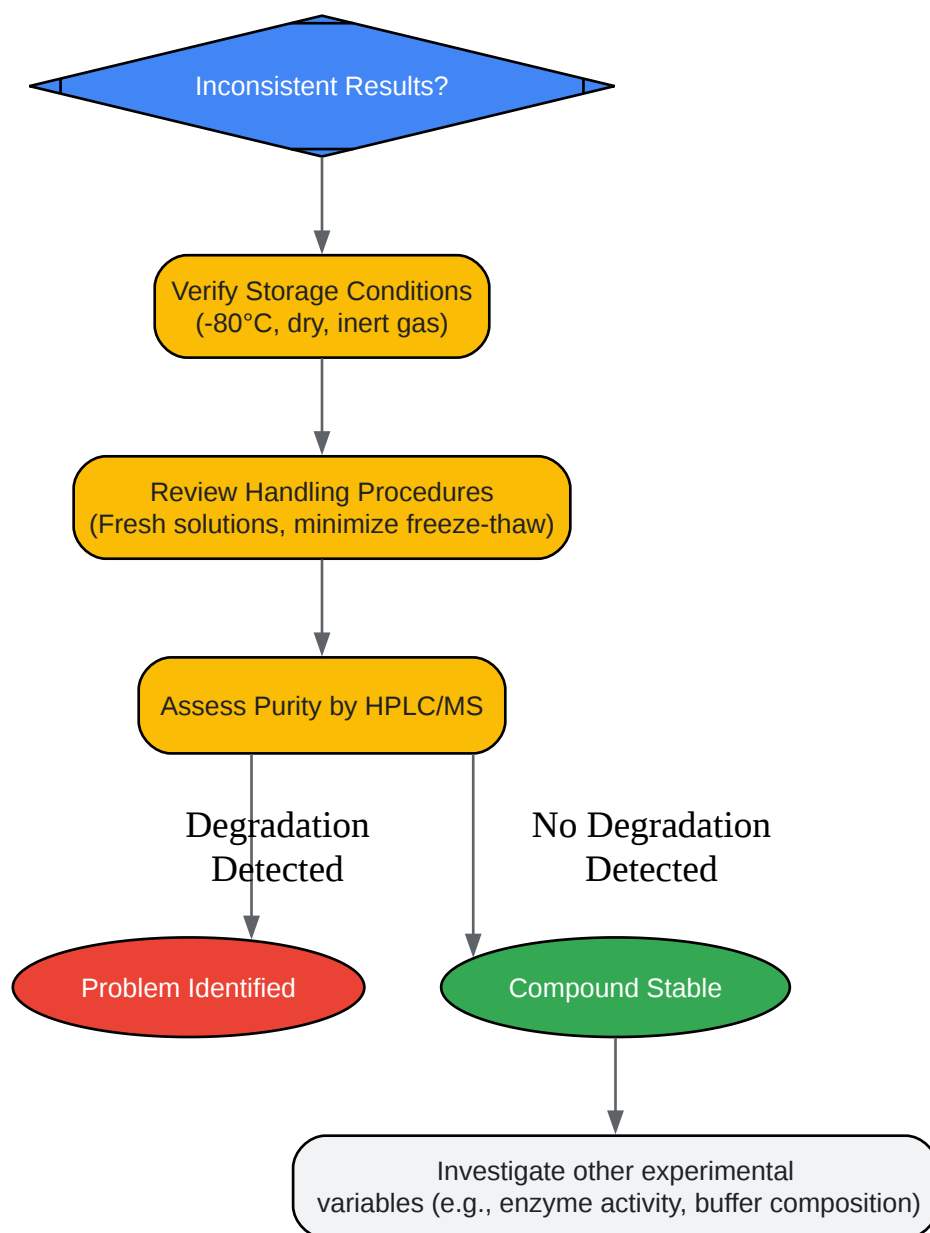 Inconsistent Results?
Verify Storage Conditions
(-80°C, dry, inert gas)
Review Handling Procedures
(Fresh solutions, minimize freeze-thaw)
Assess Purity by HPLC/MS
Degradation
Detected
No Degradation
Detected
Problem Identified
Compound Stable
Investigate other experimental
variables (e.g., enzyme activity, buffer composition)